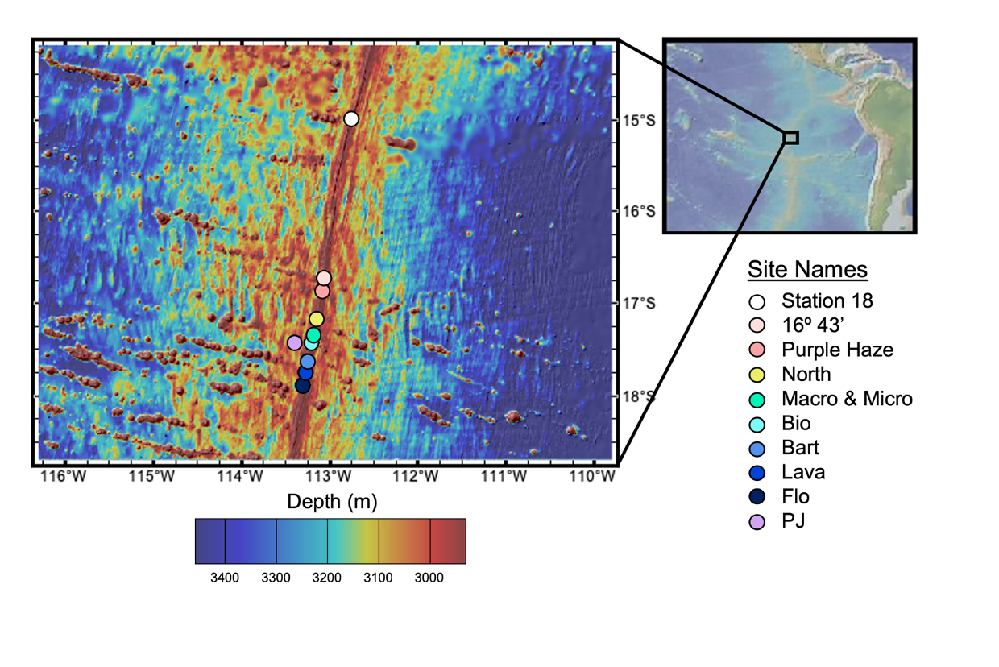 15°S
16°S
17°S
18°S
116°W 115°W 114°W 113°W 112°W 111°W 110°W
Depth (m)
3400 3300 3200 3100 3000
Site Names
Station 18
16º 43’
Purple Haze
North
Macro & Micro
Bio
Bart
Lava
Flo
PJ